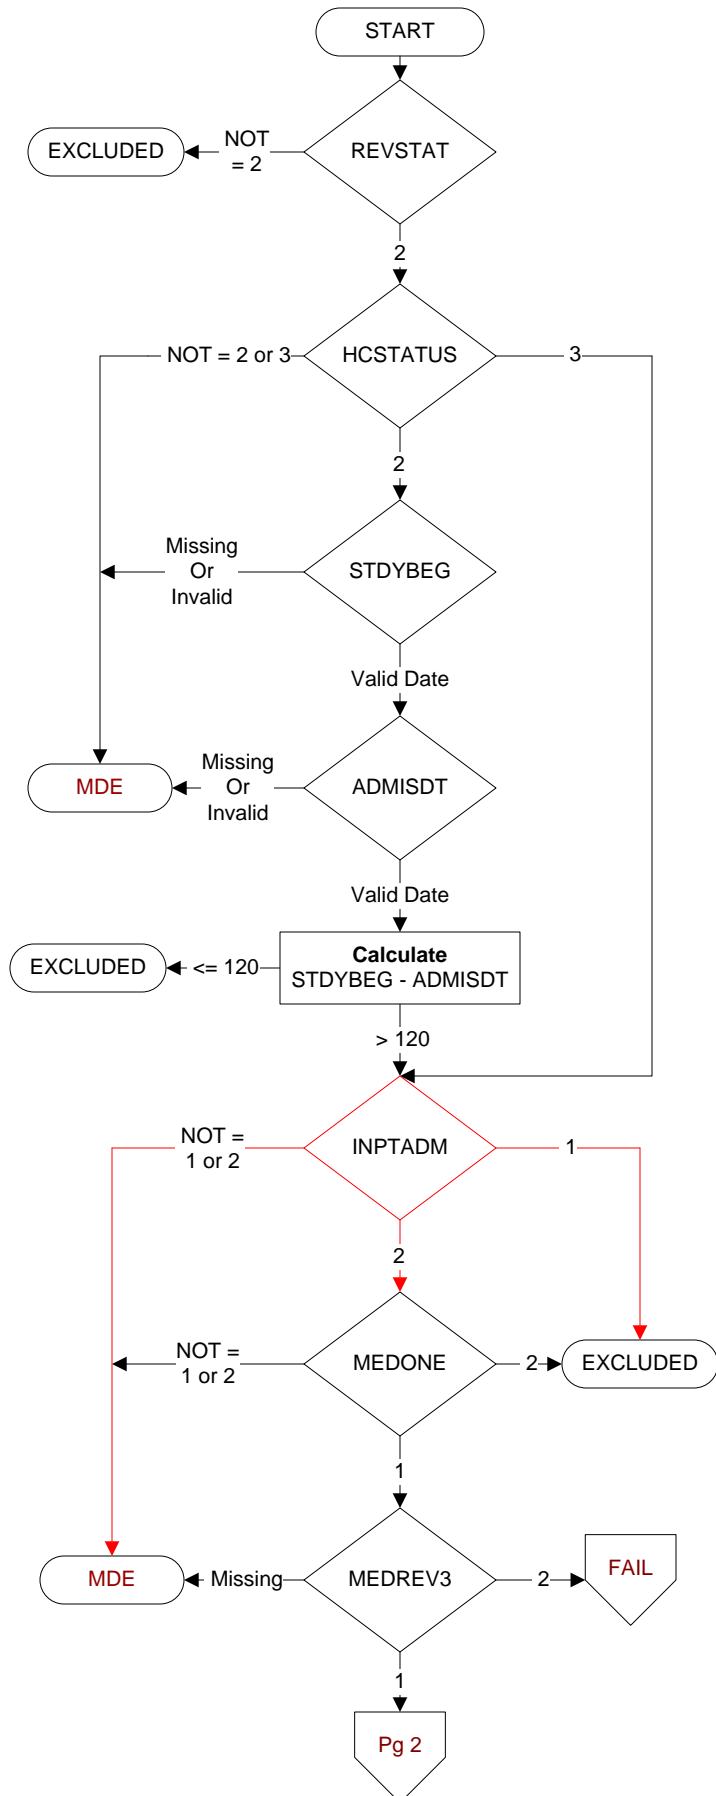 START
REVSTAT
NOT
= 2
EXCLUDED
2
HCSTATUS
NOT = 2 or 3
3
2
STDYBEG
Missing
Or
Invalid
Valid Date
ADMISDT
Missing
Or
Invalid
MDE
Valid Date
Calculate
STDYBEG - ADMISDT
<= 120
EXCLUDED
> 120
INPTADM
NOT =
1 or 2
1
2
MEDONE
NOT =
1 or 2
2
EXCLUDED
1
MEDREV3
Missing
MDE
2
FAIL
1
Pg 2